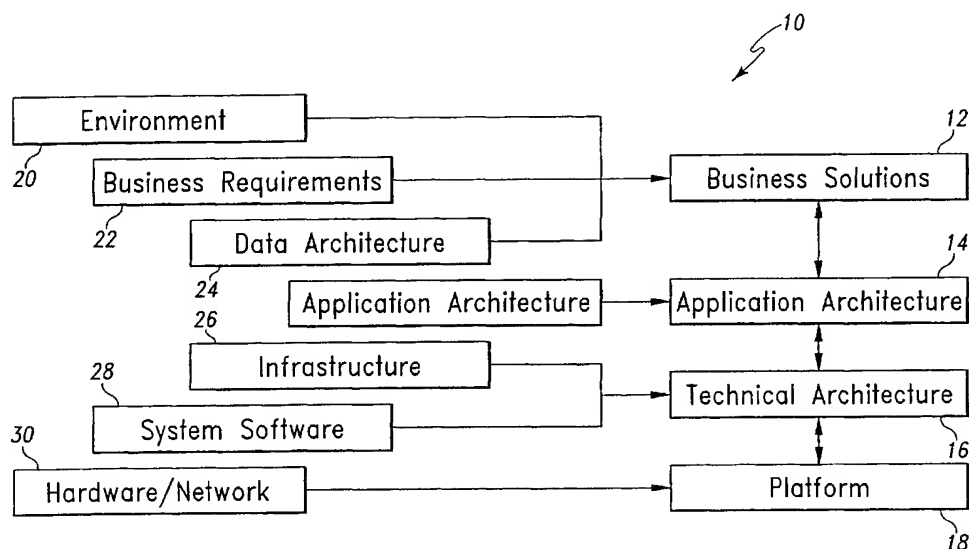 10
Environment
20
12
Business Requirements
22
Business Solutions
Data Architecture
24
14
Application Architecture
Application Architecture
26
Infrastructure
28
Technical Architecture
16
System Software
30
Hardware/Network
Platform
18